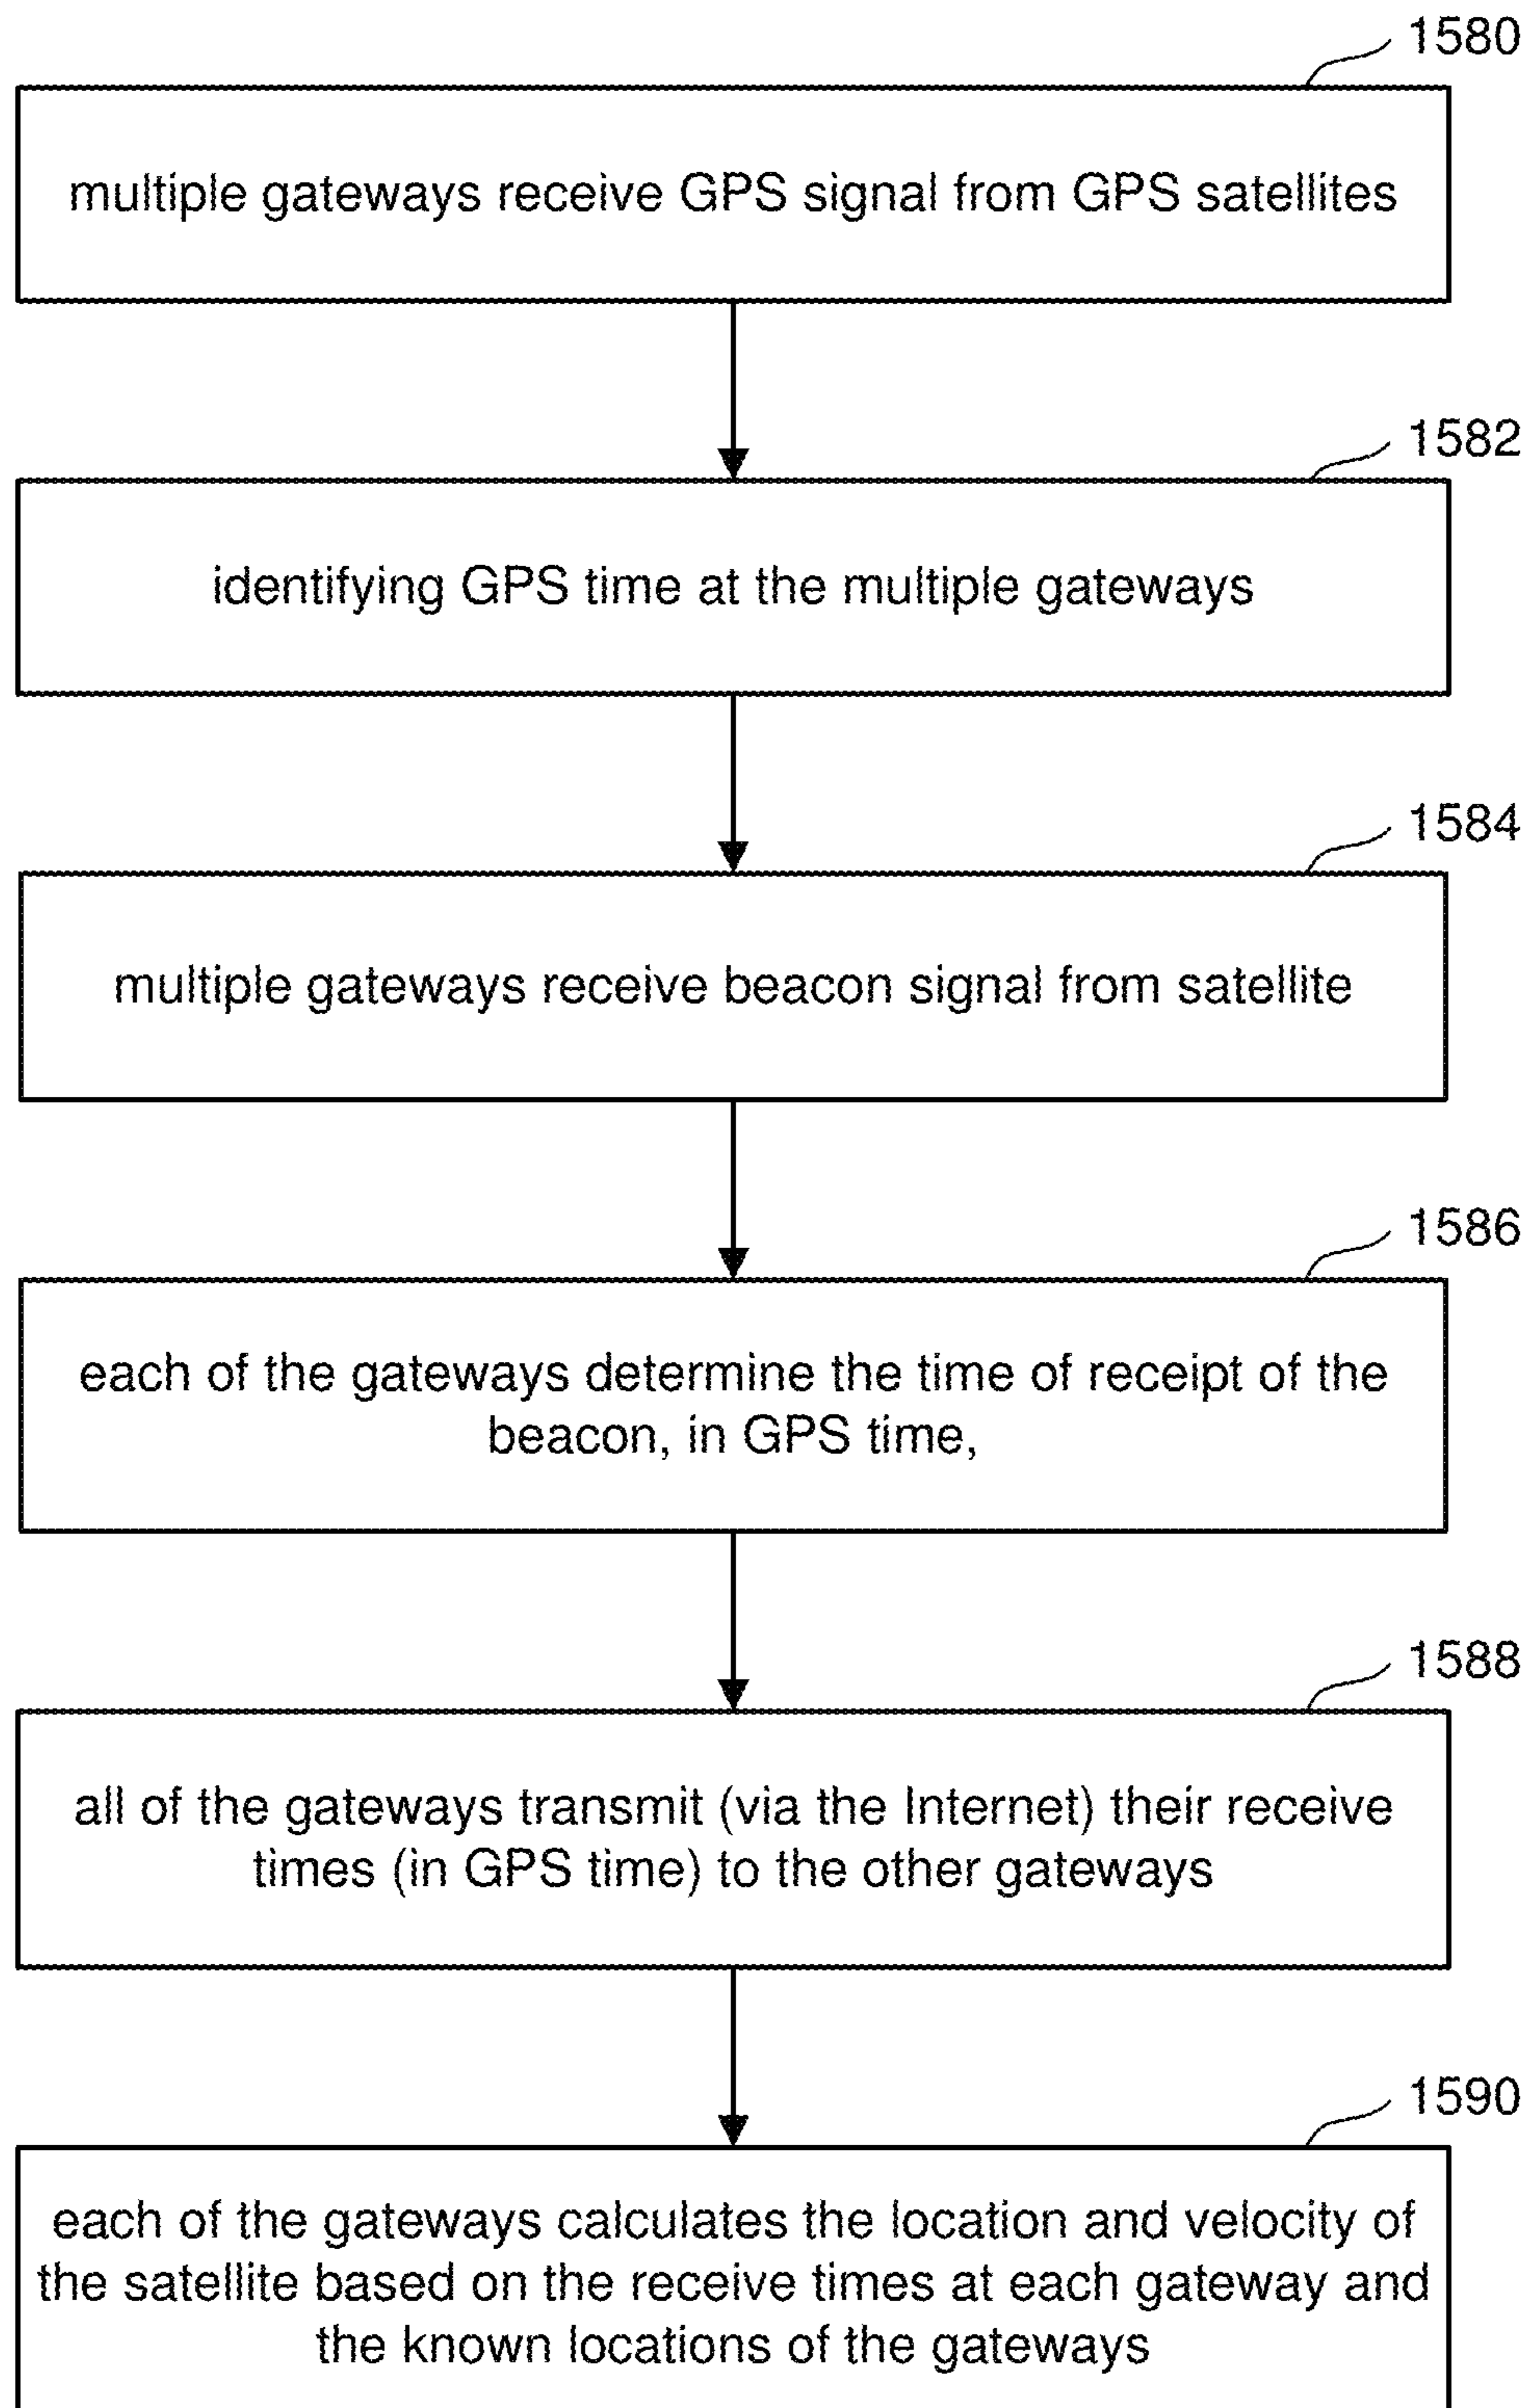 1580
multiple gateways receive GPS signal from GPS satellites
1582
identifying GPS time at the multiple gateways
1584
multiple gateways receive beacon signal from satellite
1586
each of the gateways determine the time of receipt of the
beacon, in GPS time,
1588
all of the gateways transmit (via the Internet) their receive
times (in GPS time) to the other gateways
1590
each of the gateways calculates the location and velocity of
the satellite based on the receive times at each gateway and
the known locations of the gateways